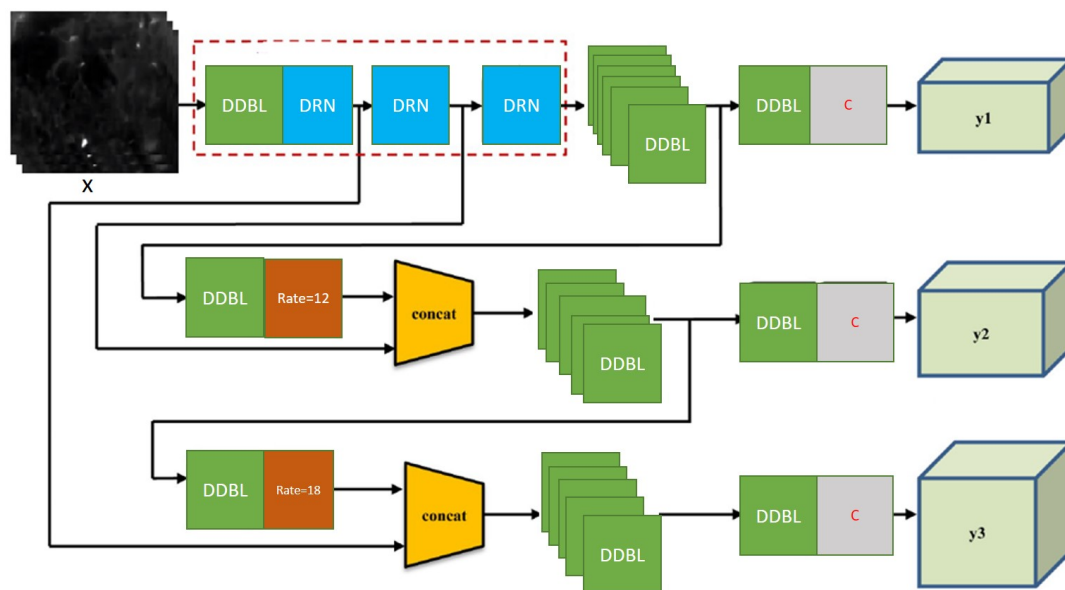 DDBL DRN DRN DRN
DDBL
DDBL C
y1
X
DDBL Rate=12
concat
DDBL
DDBL C
y2
DDBL Rate=18
concat
DDBL
DDBL C
y3